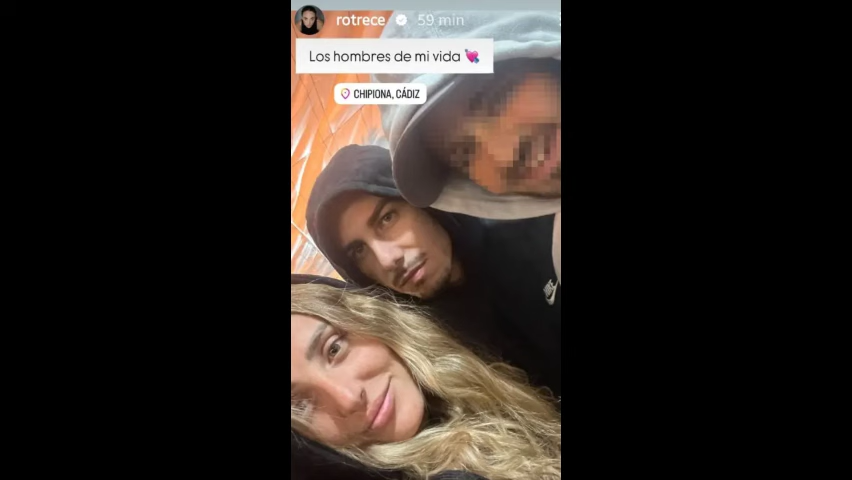 rotrece 59 min
Los hombres de mi vida 💘
CHIPIONA, CÁDIZ